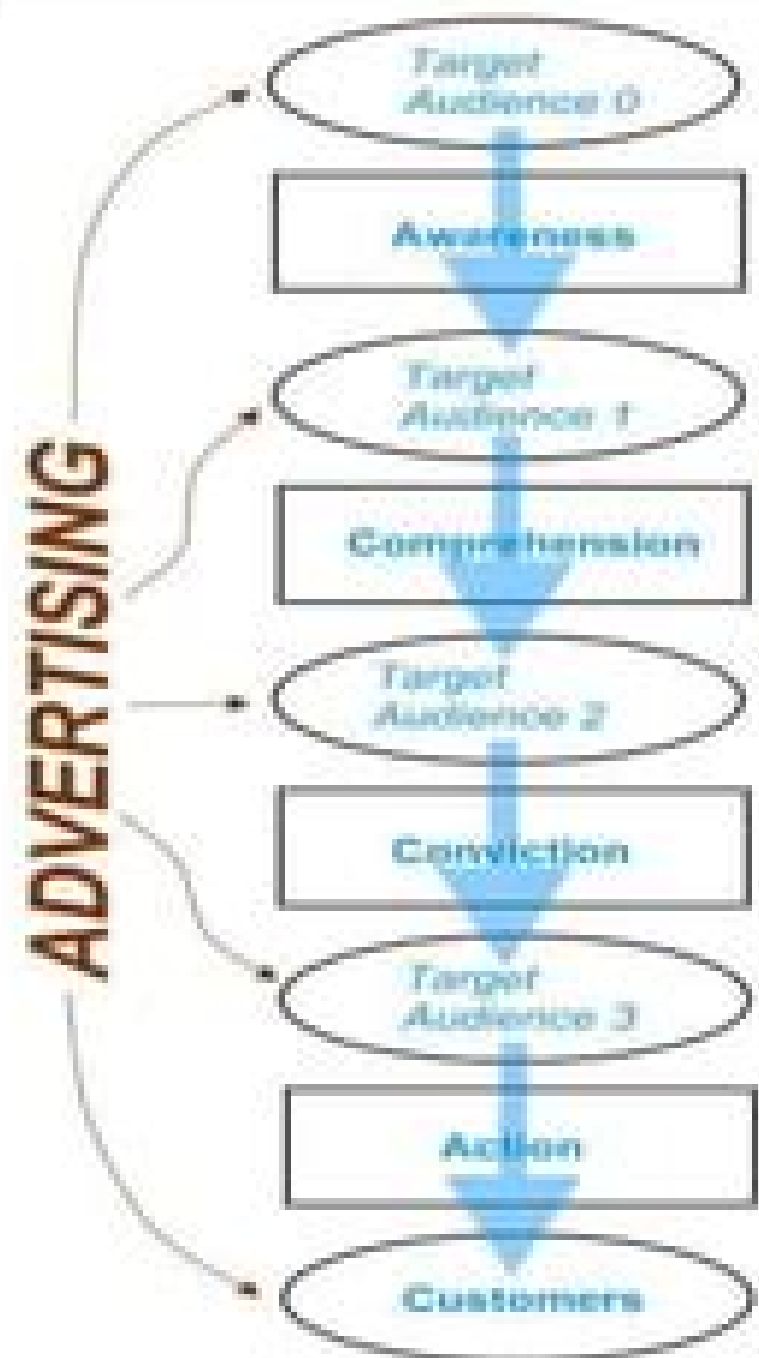 ADVERTISING
Target
Audience 0
Awareness
Target
Audience 1
Comprehension
Target
Audience 2
Conviction
Target
Audience 3
Action
Customers